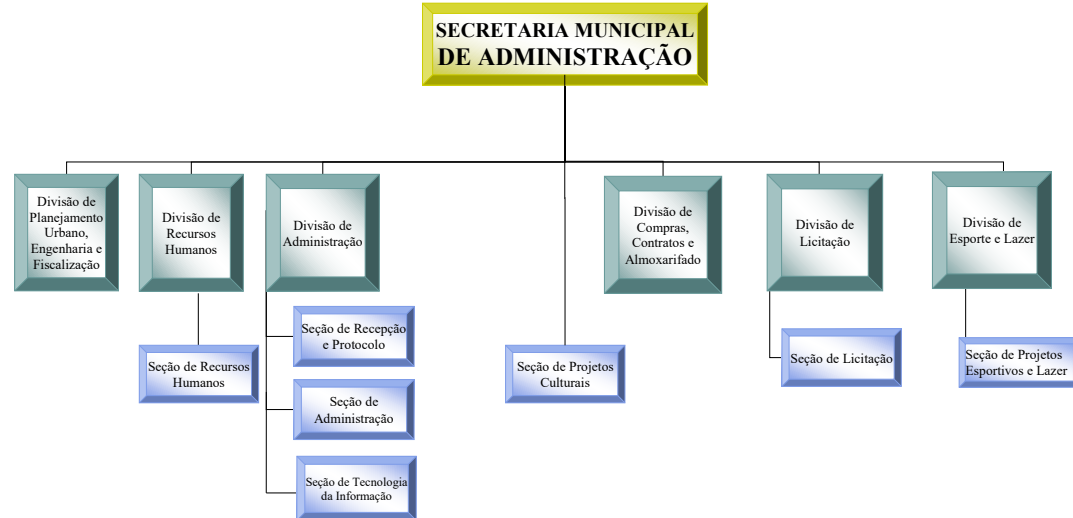 SECRETARIA MUNICIPAL
DE ADMINISTRAÇÃO
Divisão de
Planejamento
Urbano,
Engenharia e
Fiscalização
Divisão de
Recursos
Humanos
Divisão de
Administração
Divisão de
Compras,
Contratos e
Almoxarifado
Divisão de
Licitação
Divisão de
Esporte e Lazer
Seção de Recursos
Humanos
Seção de Recepção
e Protocolo
Seção de
Administração
Seção de Tecnologia
da Informação
Seção de Projetos
Culturais
Seção de Licitação
Seção de Projetos
Esportivos e Lazer